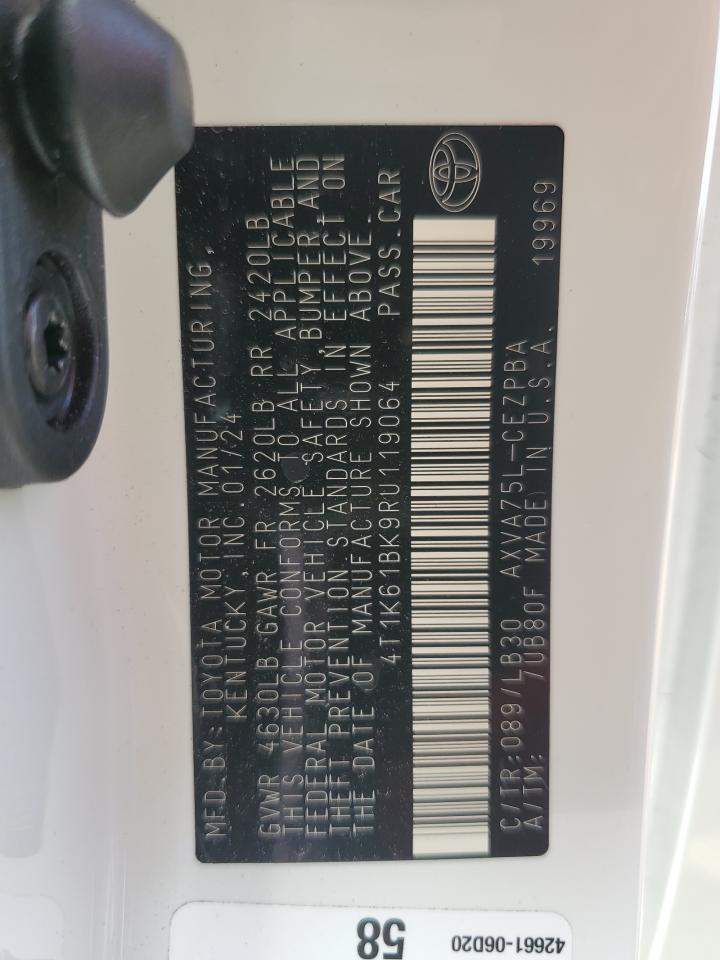 MFD. BY: TOYOTA MOTOR MANUFACTURING,
KENTUCKY, INC. 01/24
GVWR 4630LB GAWR FR 2620LB RR 2420LB
THIS VEHICLE CONFORMS TO ALL APPLICABLE
FEDERAL MOTOR VEHICLE SAFETY, BUMPER, AND
THEFT PREVENTION STANDARDS IN EFFECT ON
THE DATE OF MANUFACTURE SHOWN ABOVE.
4T1K61BK9RU119064 PASS.CAR
C/TR: 089/LB30 AXVA75L-CEZPBA
A/TM: /UB80F MADE IN U.S.A. 19969
58
42661-06D20